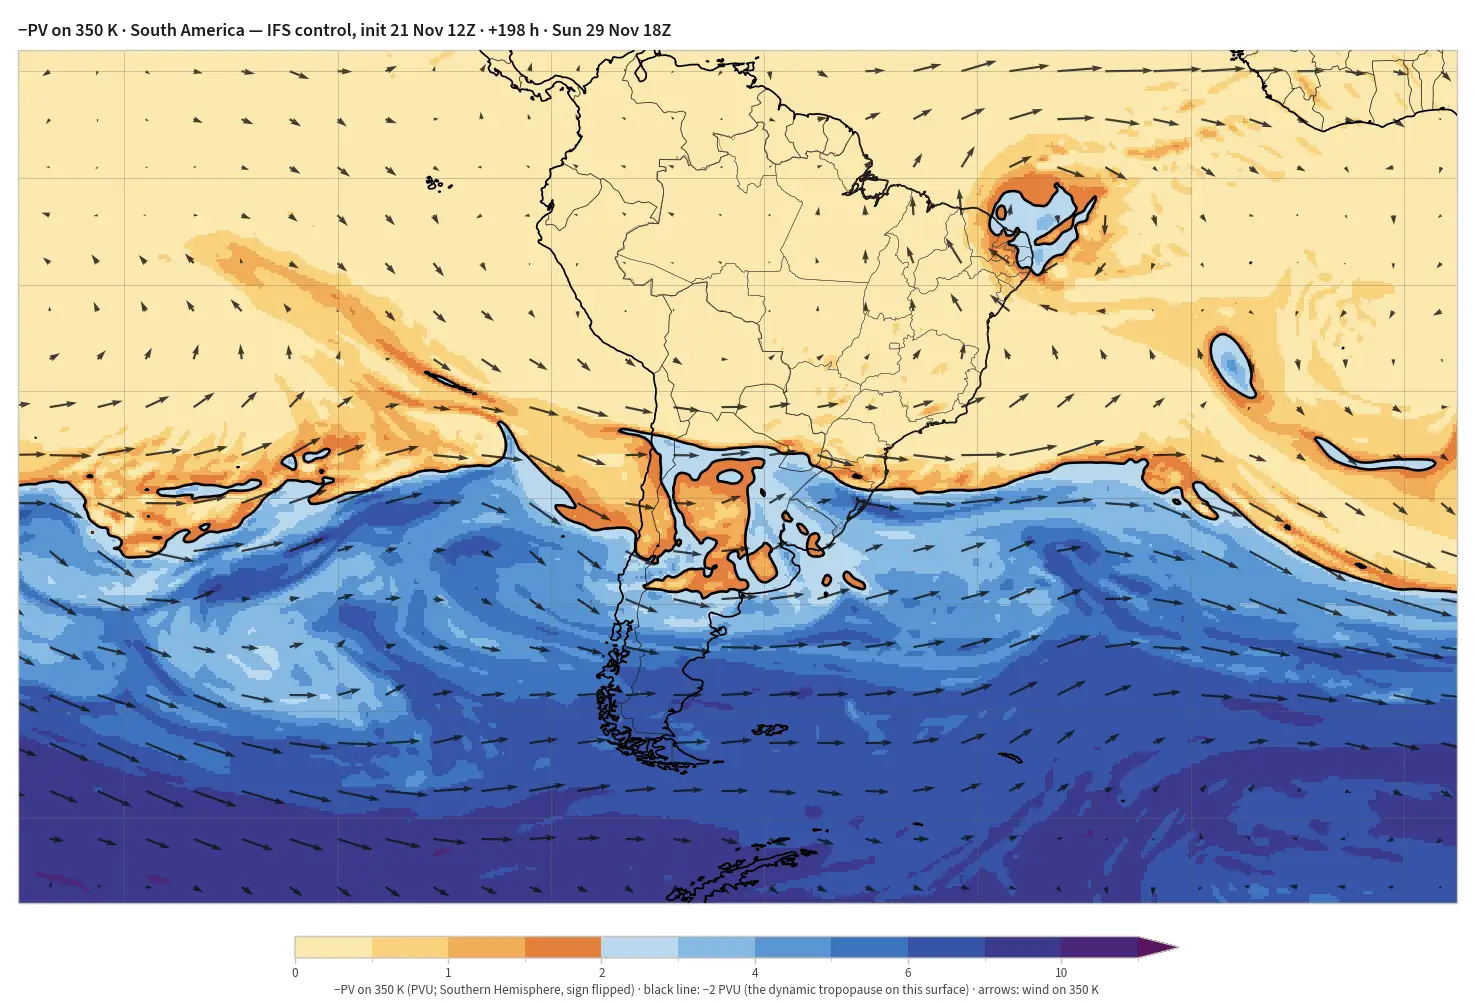 −PV on 350 K · South America — IFS control, init 21 Nov 12Z · +198 h · Sun 29 Nov 18Z
0 1 2 4 6 10
−PV on 350 K (PVU; Southern Hemisphere, sign flipped) · black line: −2 PVU (the dynamic tropopause on this surface) · arrows: wind on 350 K